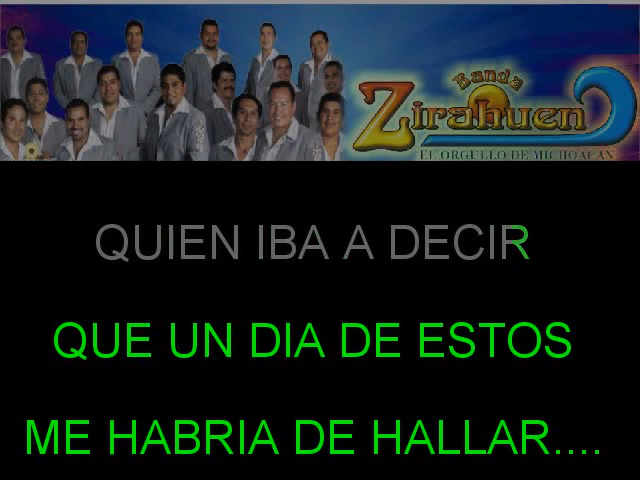 Banda
Zirahuen
EL ORGULLO DE MICHOACAN
QUIEN IBA A DECIR
QUE UN DIA DE ESTOS
ME HABRIA DE HALLAR....